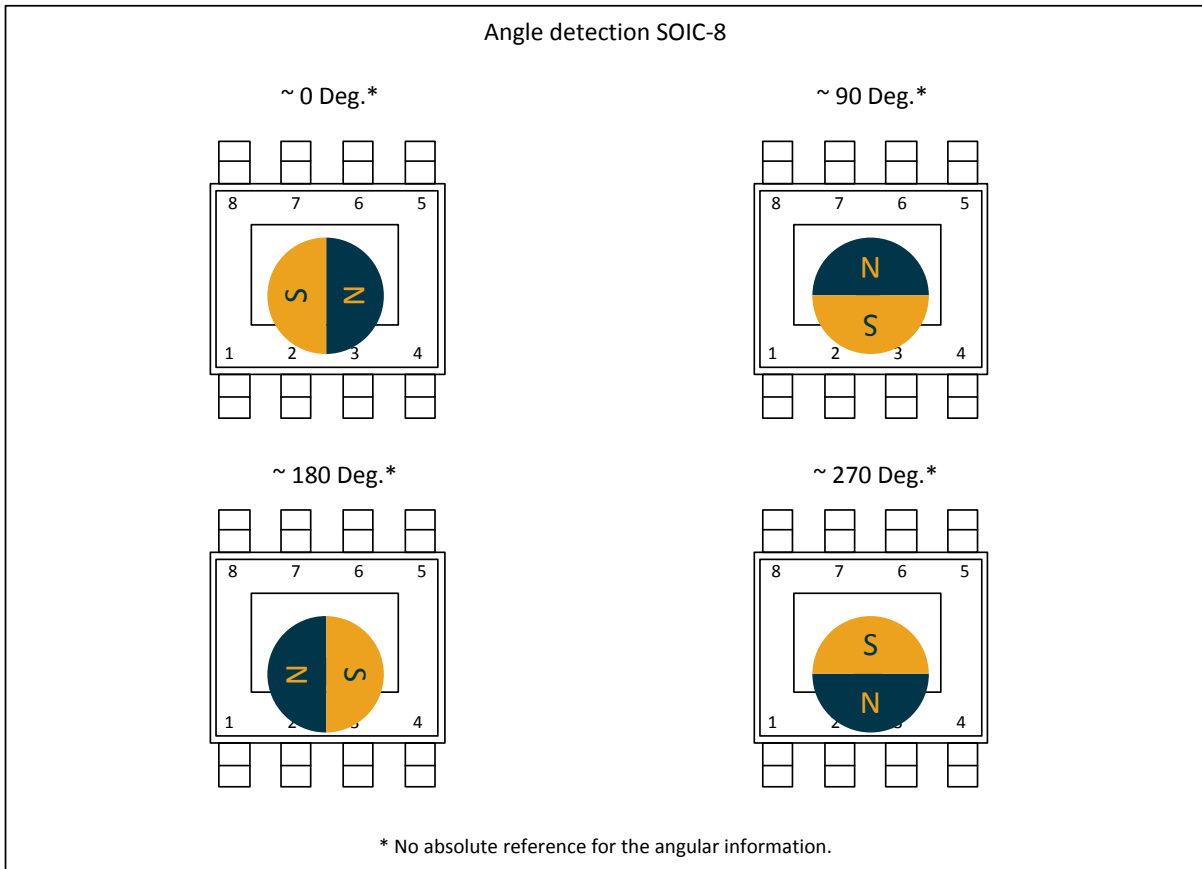 Angle detection SOIC-8
~ 0 Deg.*
~ 90 Deg.*
8 7 6 5
8 7 6 5
S N
N
S
1 2 3 4
1 2 3 4
~ 180 Deg.*
~ 270 Deg.*
8 7 6 5
8 7 6 5
N S
S
N
1 2 3 4
1 2 3 4
* No absolute reference for the angular information.